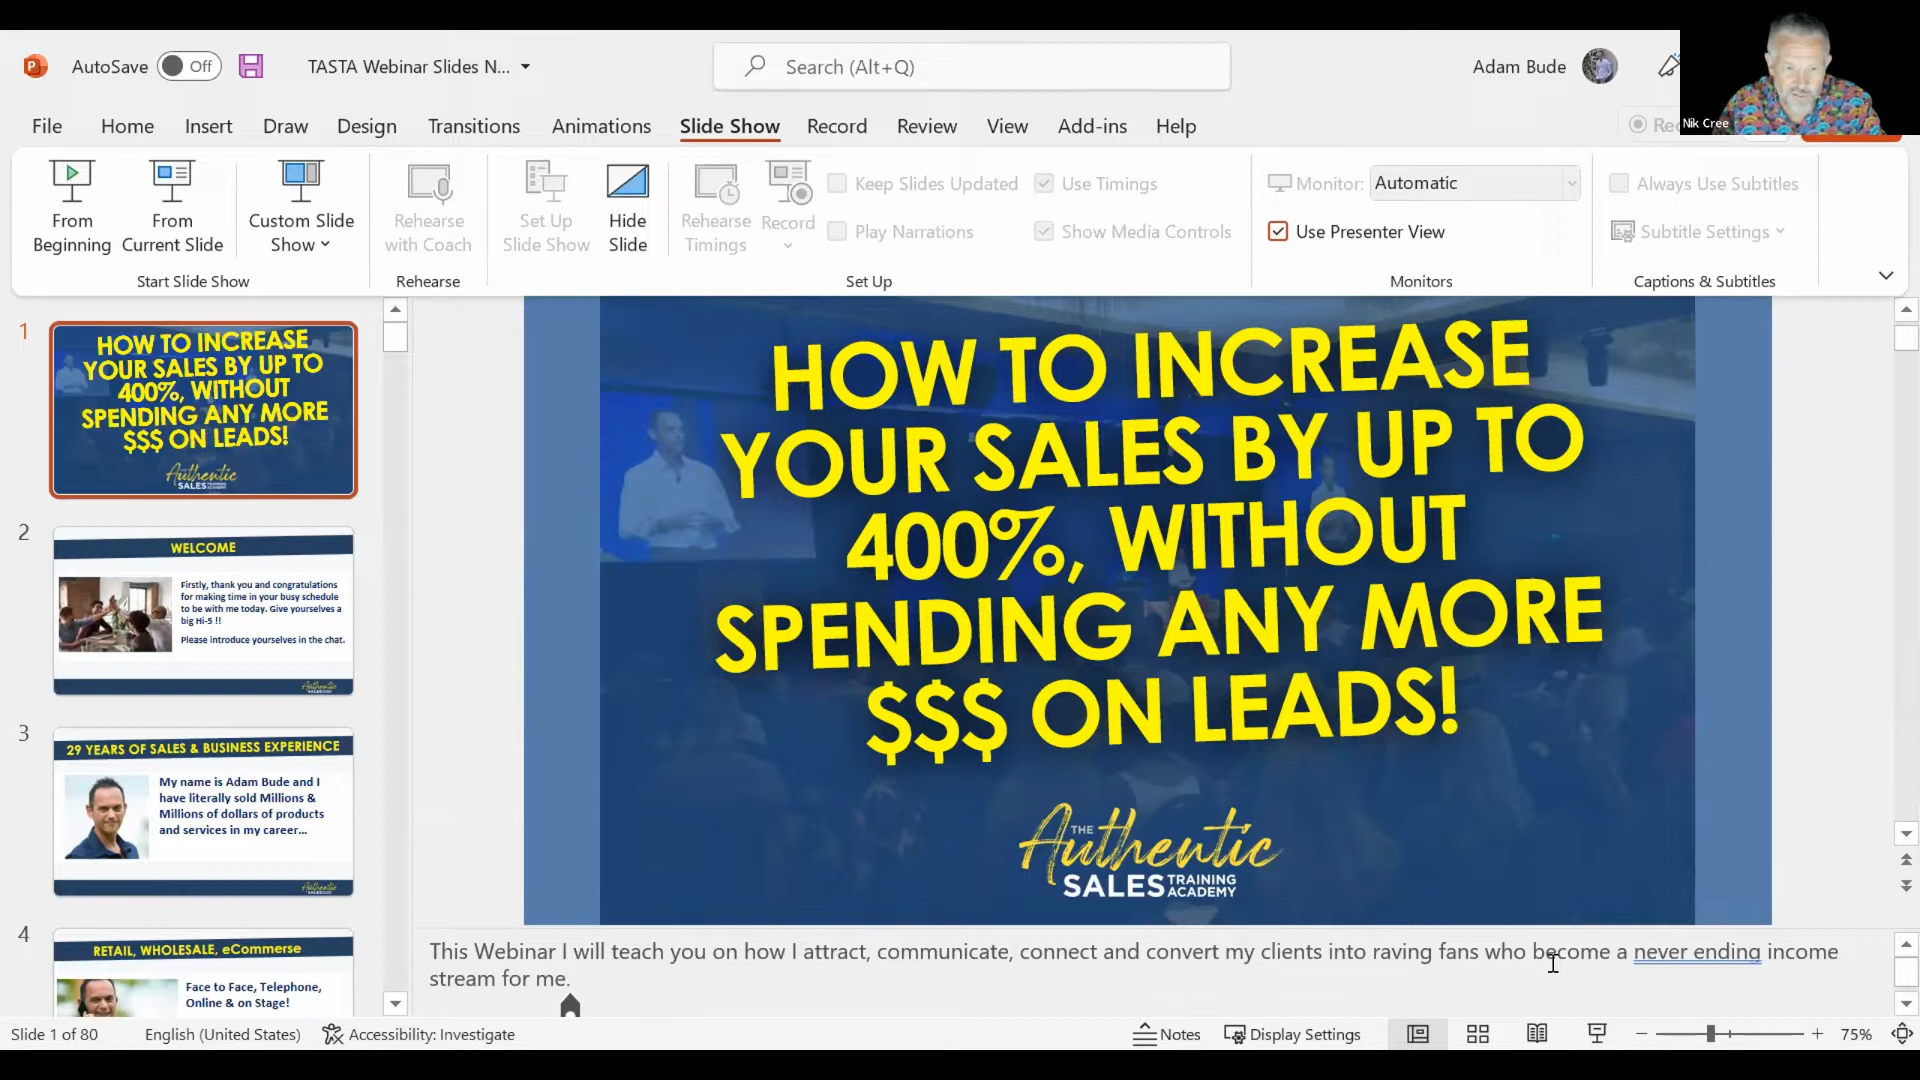 AutoSave
Off
TASTA Webinar Slides N...
Search (Alt+Q)
Adam Bude
Nik Cree
File
Home
Insert
Draw
Design
Transitions
Animations
Slide Show
Record
Review
View
Add-ins
Help
Rec
From
Beginning
From
Current Slide
Custom Slide
Show
Rehearse
with Coach
Set Up
Slide Show
Hide
Slide
Rehearse
Timings
Record
Keep Slides Updated
Use Timings
Play Narrations
Show Media Controls
Monitor:
Automatic
Use Presenter View
Always Use Subtitles
Subtitle Settings
Start Slide Show
Rehearse
Set Up
Monitors
Captions & Subtitles
1
HOW TO INCREASE
YOUR SALES BY UP TO
400%, WITHOUT
SPENDING ANY MORE
$$$ ON LEADS!
Authentic
SALES TRAINING ACADEMY
2
WELCOME
Firstly, thank you and congratulations
for making time in your busy schedule
to be with me today. Give yourselves a
big Hi-5 !!
Please introduce yourselves in the chat.
Authentic
SALES
3
29 YEARS OF SALES & BUSINESS EXPERIENCE
My name is Adam Bude and I
have literally sold Millions &
Millions of dollars of products
and services in my career...
Authentic
SALES
4
RETAIL, WHOLESALE, eCommerse
Face to Face, Telephone,
Online & on Stage!
HOW TO INCREASE
YOUR SALES BY UP TO
400%, WITHOUT
SPENDING ANY MORE
$$$ ON LEADS!
THE
Authentic
SALES TRAINING
ACADEMY
This Webinar I will teach you on how I attract, communicate, connect and convert my clients into raving fans who become a never ending income
stream for me.
Slide 1 of 80
English (United States)
Accessibility: Investigate
Notes
Display Settings
75%